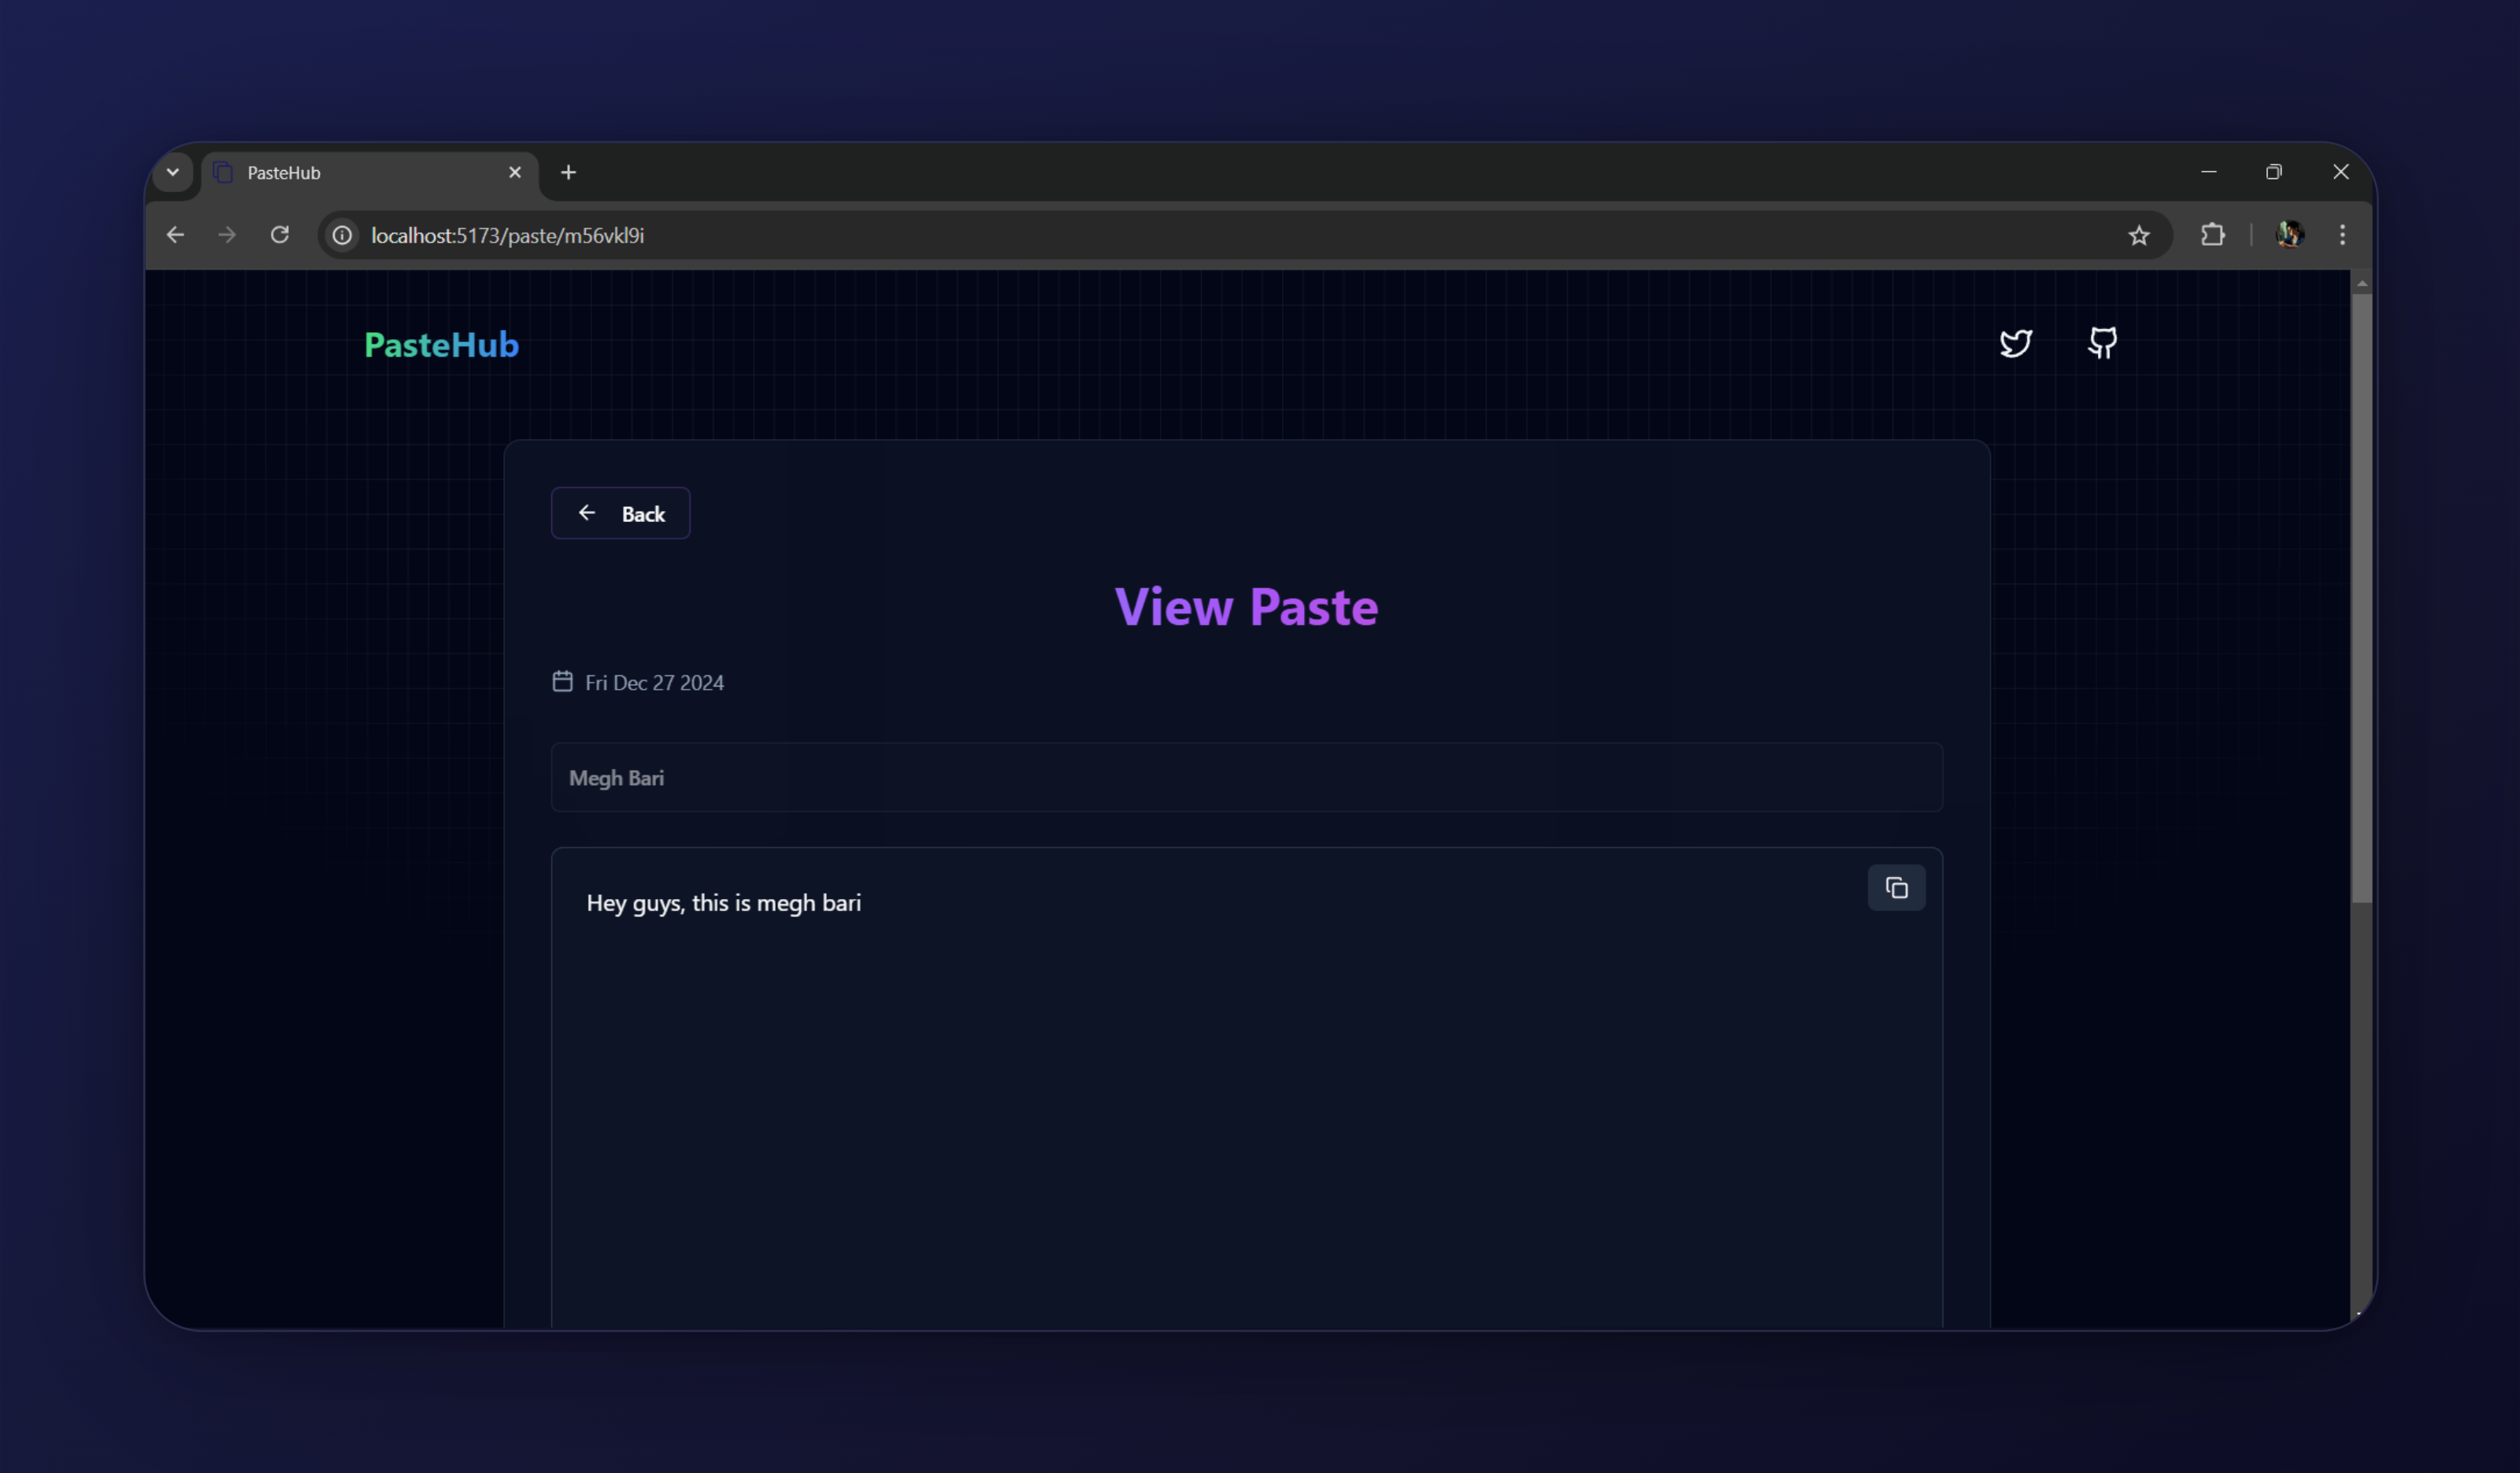 PasteHub
localhost:5173/paste/m56vkl9i
PasteHub
Back
View Paste
Fri Dec 27 2024
Megh Bari
Hey guys, this is megh bari